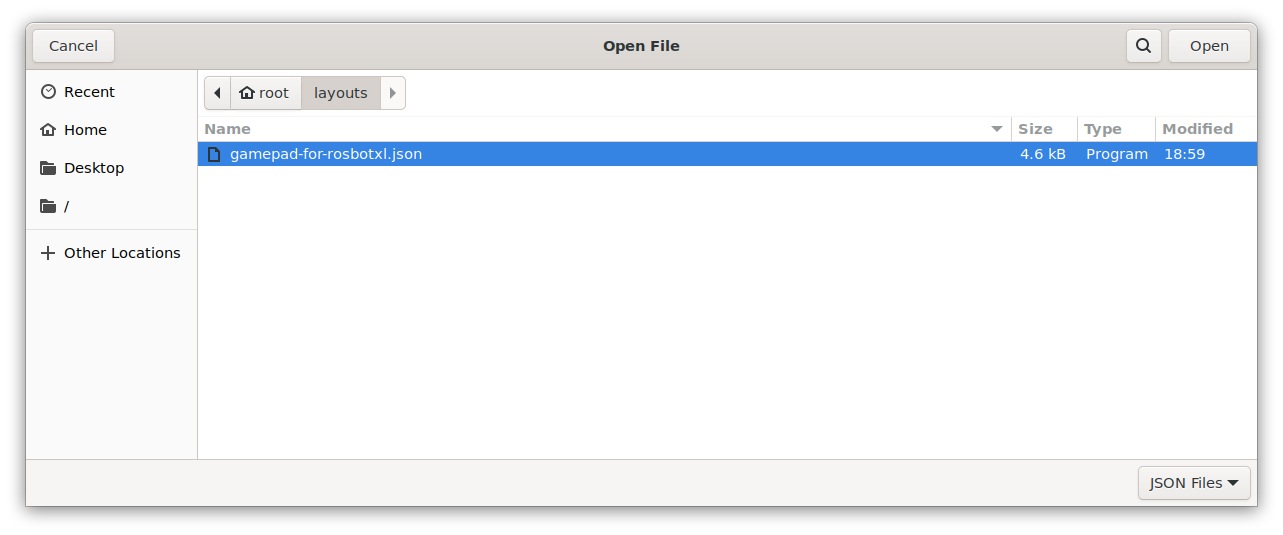 Cancel Open File Open
Recent
Home
Desktop
/
Other Locations
root layouts
Name Size Type Modified
gamepad-for-rosbotxl.json 4.6 kB Program 18:59
JSON Files